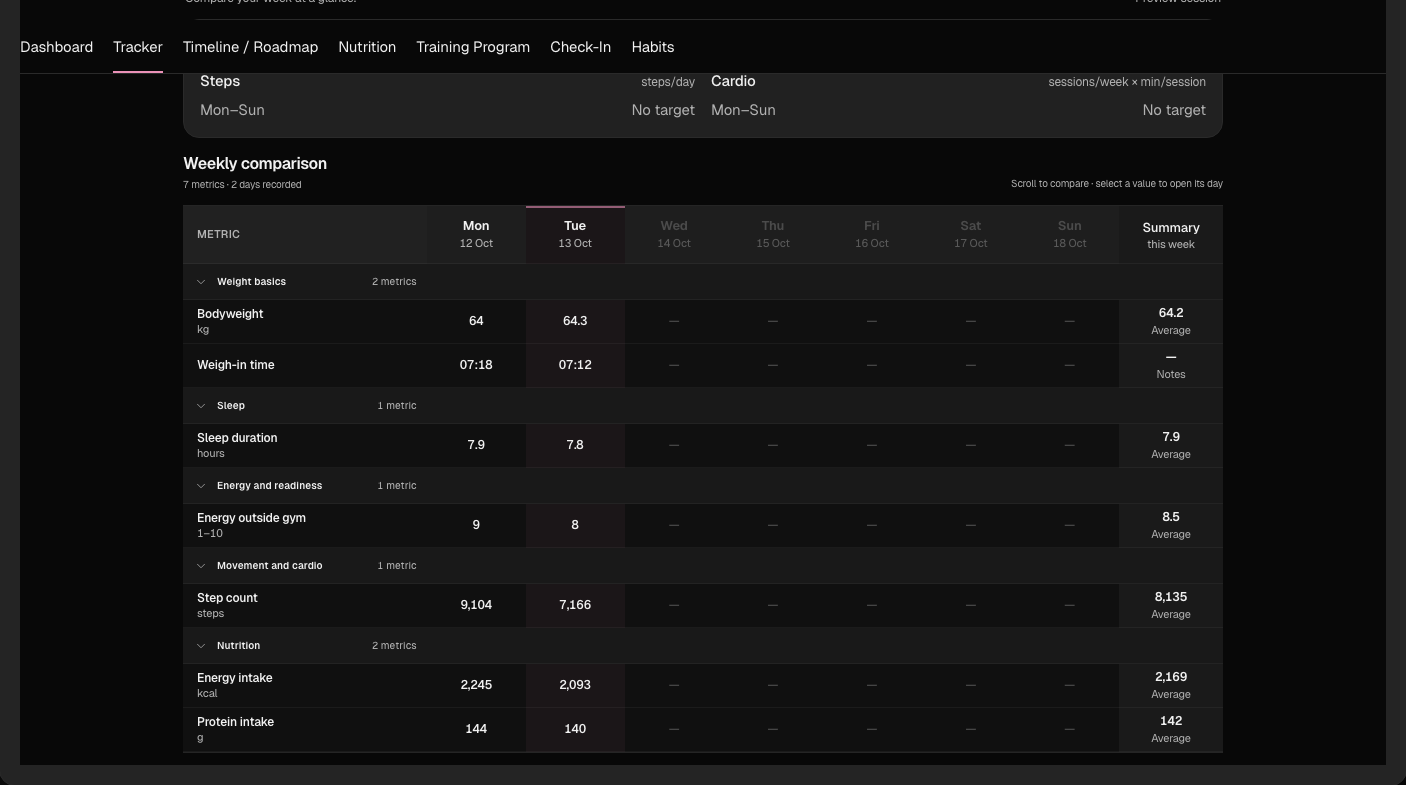 Compare your week at a glance.
Preview session
Dashboard Tracker Timeline / Roadmap Nutrition Training Program Check-In Habits
Steps steps/day Cardio sessions/week × min/session
Mon–Sun No target Mon–Sun No target
Weekly comparison
7 metrics · 2 days recorded
Scroll to compare · select a value to open its day
METRIC
Mon Tue Wed Thu Fri Sat Sun Summary
12 Oct 13 Oct 14 Oct 15 Oct 16 Oct 17 Oct 18 Oct this week
Weight basics 2 metrics
Bodyweight 64 64.3 — — — — — 64.2
kg Average
Weigh-in time 07:18 07:12 — — — — — —
Notes
Sleep 1 metric
Sleep duration 7.9 7.8 — — — — — 7.9
hours Average
Energy and readiness 1 metric
Energy outside gym 9 8 — — — — — 8.5
1–10 Average
Movement and cardio 1 metric
Step count 9,104 7,166 — — — — — 8,135
steps Average
Nutrition 2 metrics
Energy intake 2,245 2,093 — — — — — 2,169
kcal Average
Protein intake 144 140 — — — — — 142
g Average